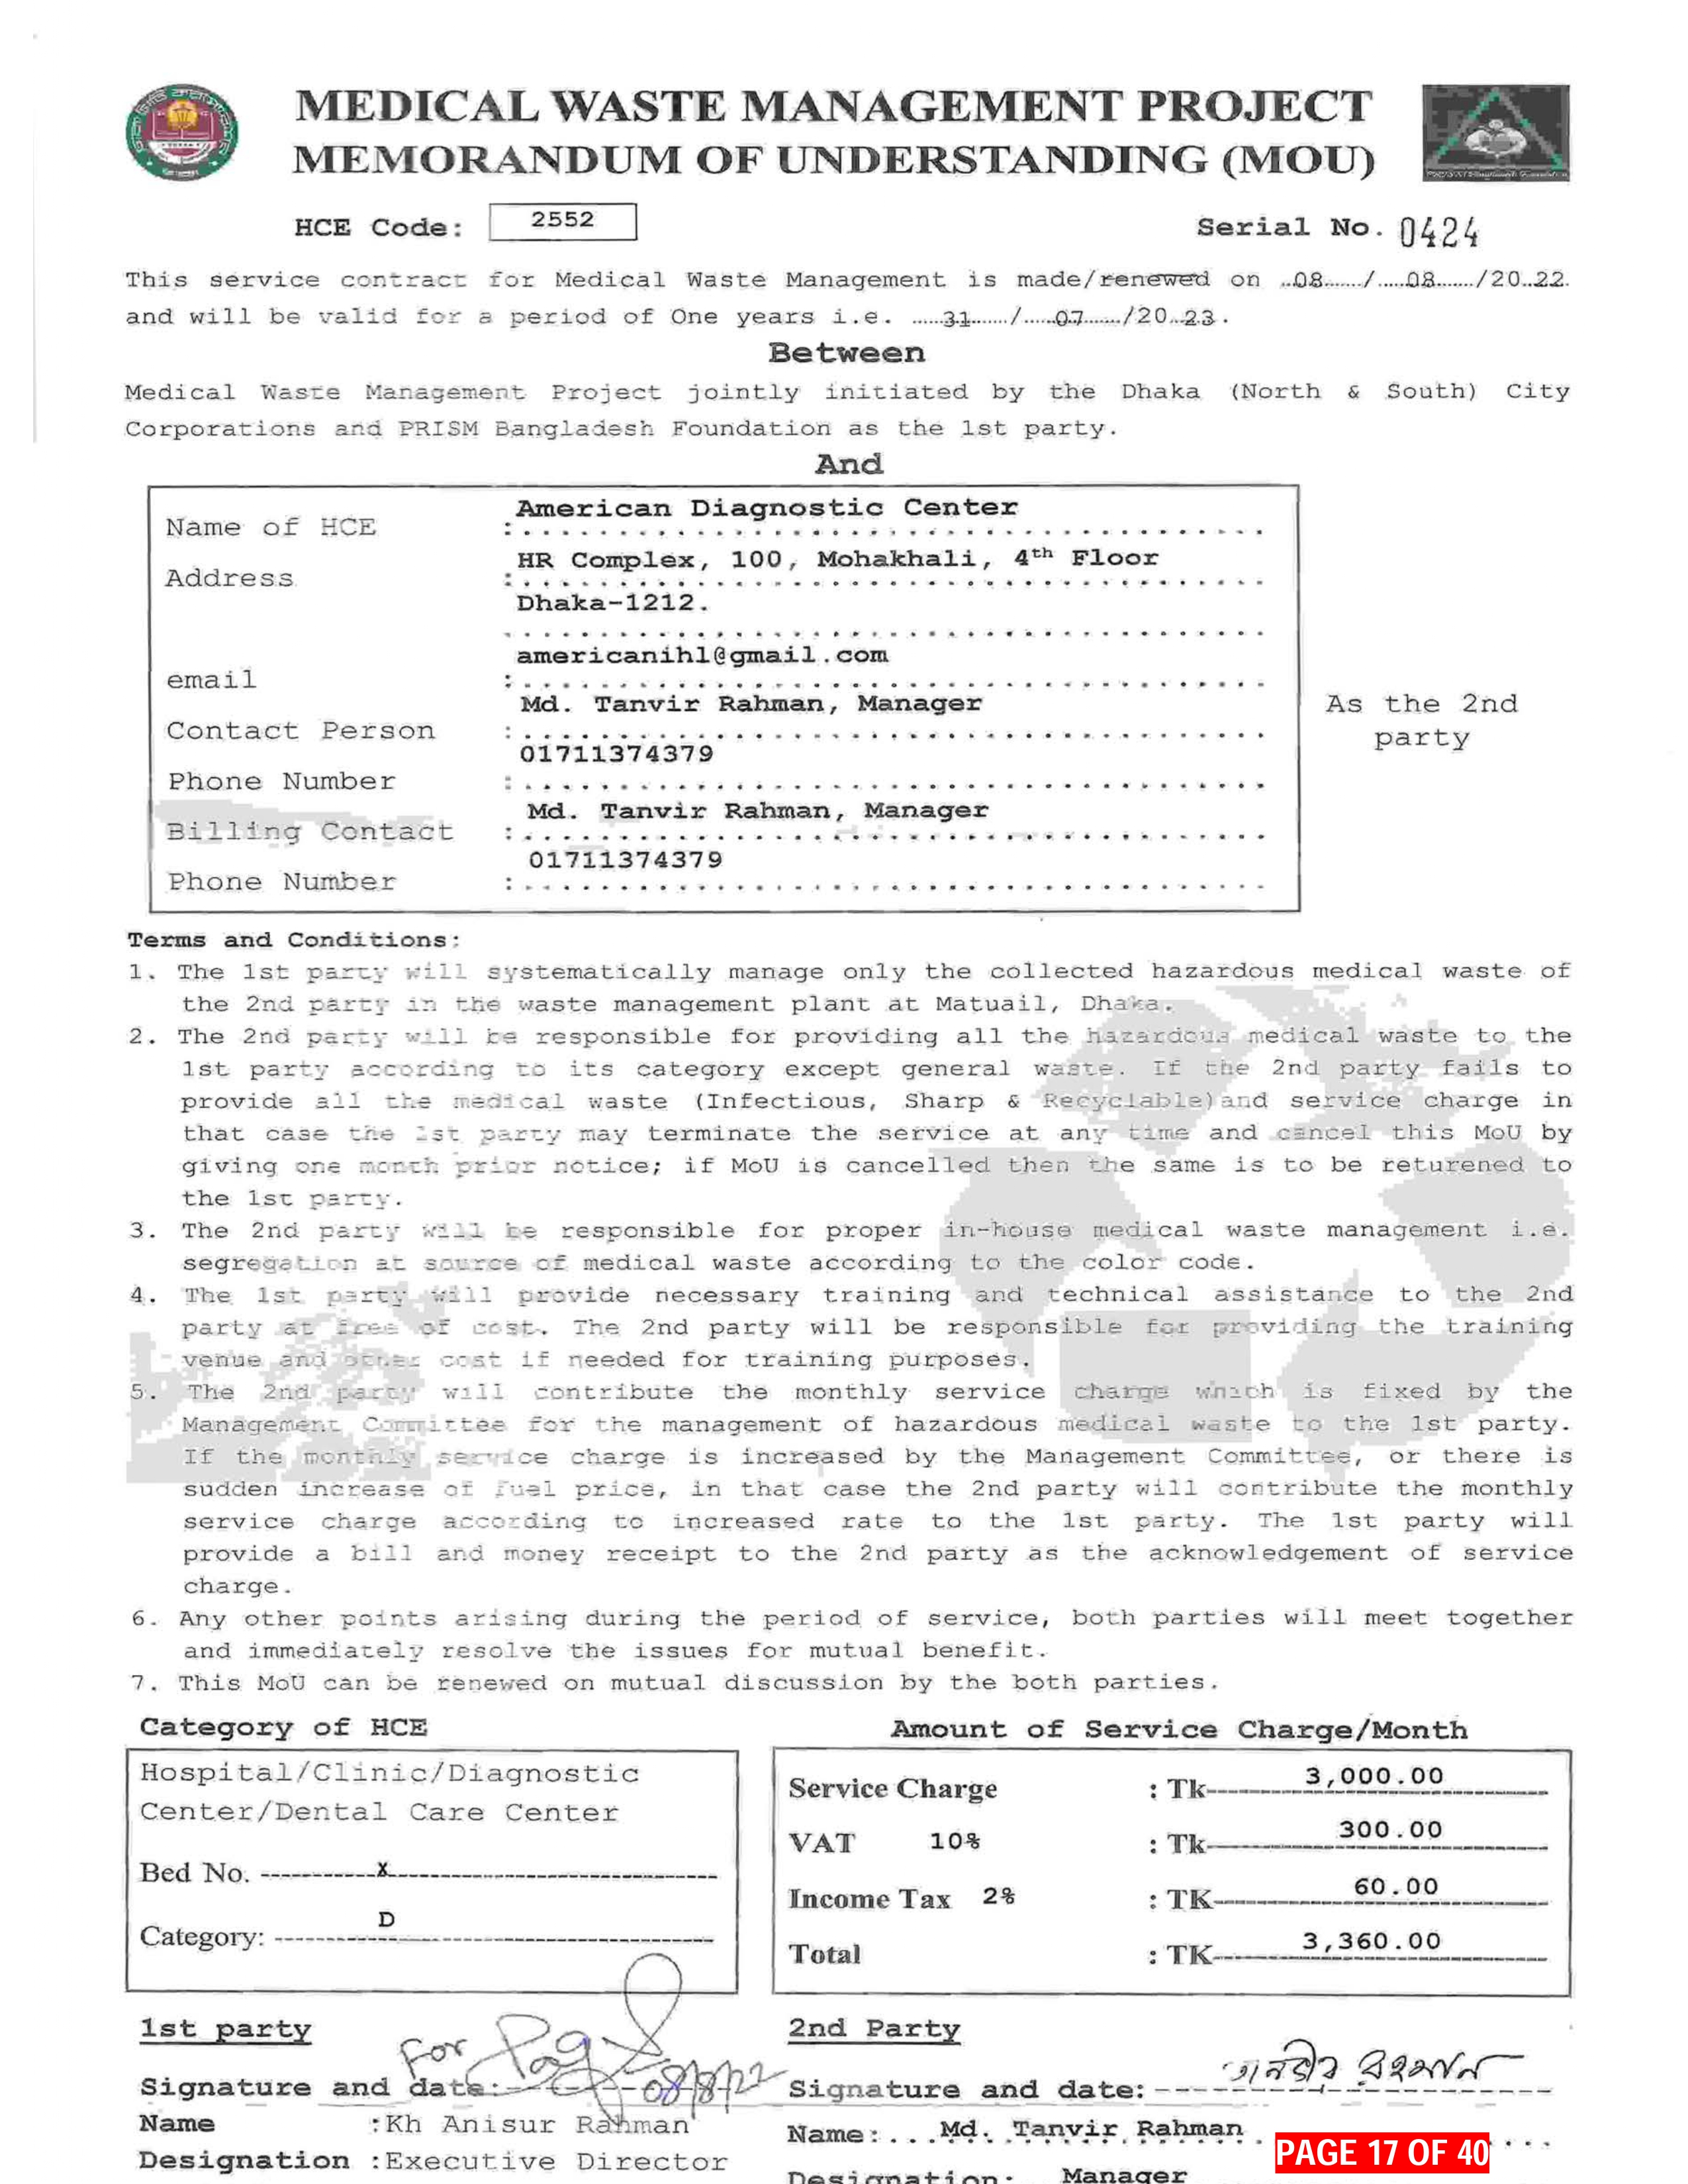 MEDICAL WASTE MANAGEMENT PROJECT
MEMORANDUM OF UNDERSTANDING (MOU)
HCE Code: 2552
Serial No. 0424
This service contract for Medical Waste Management is made/renewed on ..08....../.....08....../20..22.
and will be valid for a period of One years i.e. .....31......./.....07....../20..23.
Between
Medical Waste Management Project jointly initiated by the Dhaka (North & South) City
Corporations and PRISM Bangladesh Foundation as the 1st party.
And
Name of HCE : American Diagnostic Center
Address : HR Complex, 100, Mohakhali, 4th Floor
Dhaka-1212.
email : americanihl@gmail.com
Contact Person : Md. Tanvir Rahman, Manager
Phone Number : 01711374379
Billing Contact : Md. Tanvir Rahman, Manager
Phone Number : 01711374379
As the 2nd
party
Terms and Conditions:
1. The 1st party will systematically manage only the collected hazardous medical waste of
the 2nd party in the waste management plant at Matuail, Dhaka.
2. The 2nd party will be responsible for providing all the hazardous medical waste to the
1st party according to its category except general waste. If the 2nd party fails to
provide all the medical waste (Infectious, Sharp & Recyclable)and service charge in
that case the 1st party may terminate the service at any time and cancel this MoU by
giving one month prior notice; if MoU is cancelled then the same is to be returened to
the 1st party.
3. The 2nd party will be responsible for proper in-house medical waste management i.e.
segregation at source of medical waste according to the color code.
4. The 1st party will provide necessary training and technical assistance to the 2nd
party at free of cost. The 2nd party will be responsible for providing the training
venue and other cost if needed for training purposes.
5. The 2nd party will contribute the monthly service charge which is fixed by the
Management Committee for the management of hazardous medical waste to the 1st party.
If the monthly service charge is increased by the Management Committee, or there is
sudden increase of fuel price, in that case the 2nd party will contribute the monthly
service charge according to increased rate to the 1st party. The 1st party will
provide a bill and money receipt to the 2nd party as the acknowledgement of service
charge.
6. Any other points arising during the period of service, both parties will meet together
and immediately resolve the issues for mutual benefit.
7. This MoU can be renewed on mutual discussion by the both parties.
Category of HCE
Hospital/Clinic/Diagnostic
Center/Dental Care Center
Bed No. x
Category: D
Amount of Service Charge/Month
Service Charge : Tk 3,000.00
VAT 10% : Tk 300.00
Income Tax 2% : TK 60.00
Total : TK 3,360.00
1st party
For
Signature and date: 08/8/22
Name :Kh Anisur Rahman
Designation :Executive Director
2nd Party
Signature and date: তানভীর রহমান
Name:...Md. Tanvir Rahman
Designation: Manager
PAGE 17 OF 40